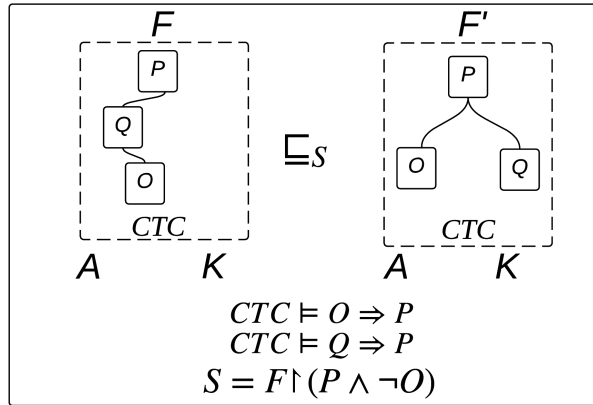 F F'
P P
Q
⊑S
O O Q
CTC CTC
A K A K
CTC ⊨ O ⇒ P
CTC ⊨ Q ⇒ P
S = F↾(P ∧ ¬O)